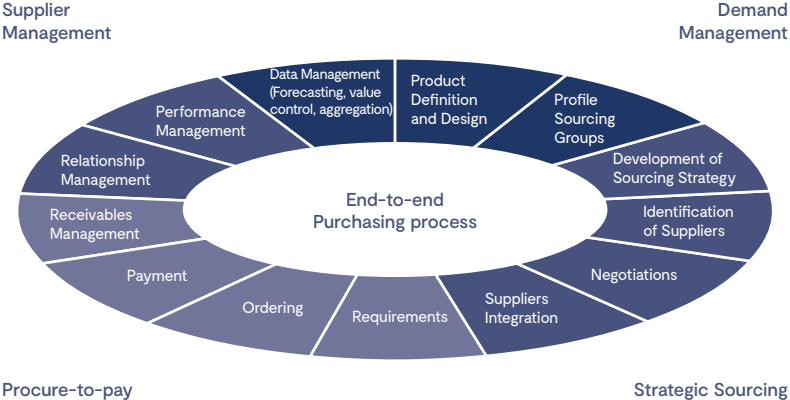 Supplier
Management
Demand
Management
Data Management
(Forecasting, value
control, aggregation)
Product
Definition
and Design
Profile
Sourcing
Groups
Development of
Sourcing Strategy
Identification
of Suppliers
Negotiations
Suppliers
Integration
Requirements
Ordering
Payment
Receivables
Management
Relationship
Management
Performance
Management
End-to-end
Purchasing process
Procure-to-pay
Strategic Sourcing